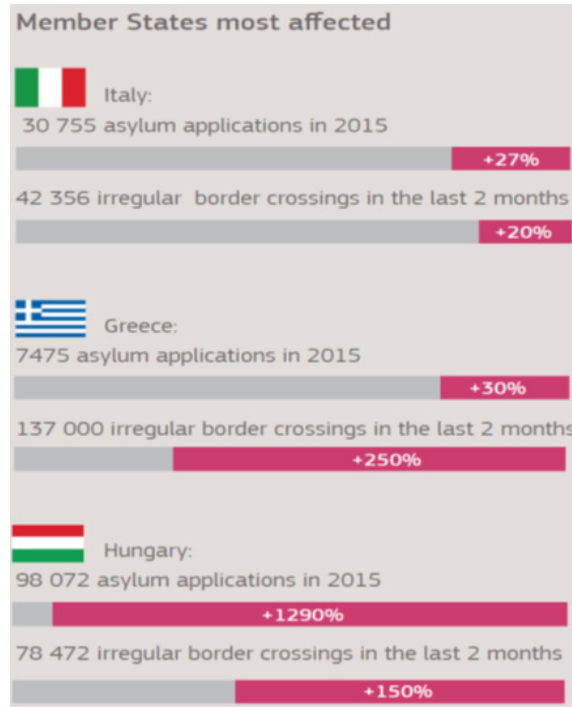 Member States most affected
Italy:
30 755 asylum applications in 2015
+27%
42 356 irregular border crossings in the last 2 months
+20%
Greece:
7475 asylum applications in 2015
+30%
137 000 irregular border crossings in the last 2 months
+250%
Hungary:
98 072 asylum applications in 2015
+1290%
78 472 irregular border crossings in the last 2 months
+150%